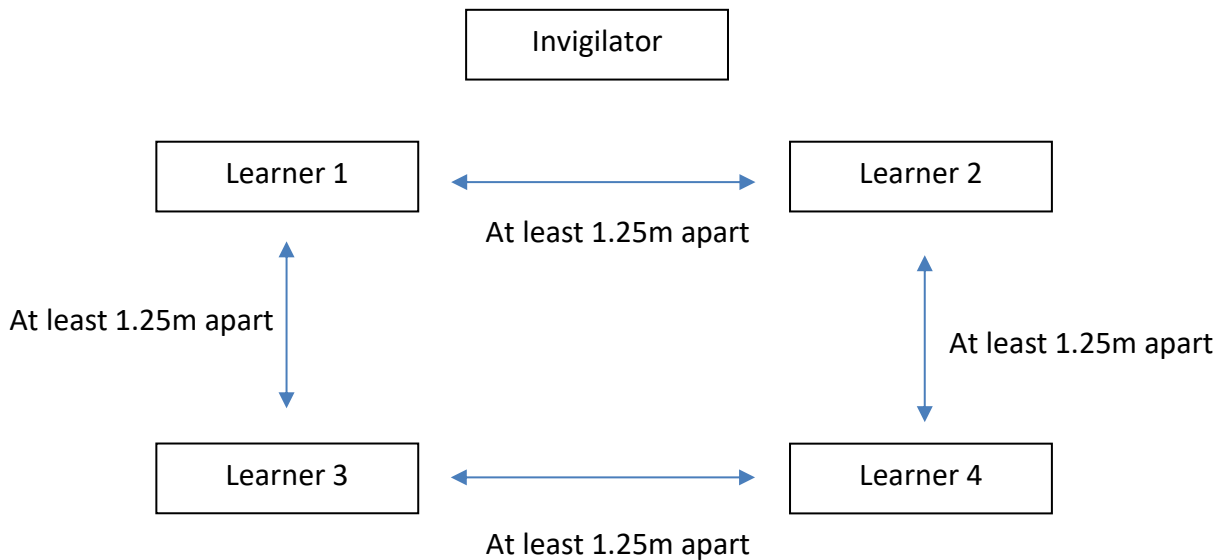 Invigilator
Learner 1
Learner 2
At least 1.25m apart
At least 1.25m apart
At least 1.25m apart
Learner 3
Learner 4
At least 1.25m apart